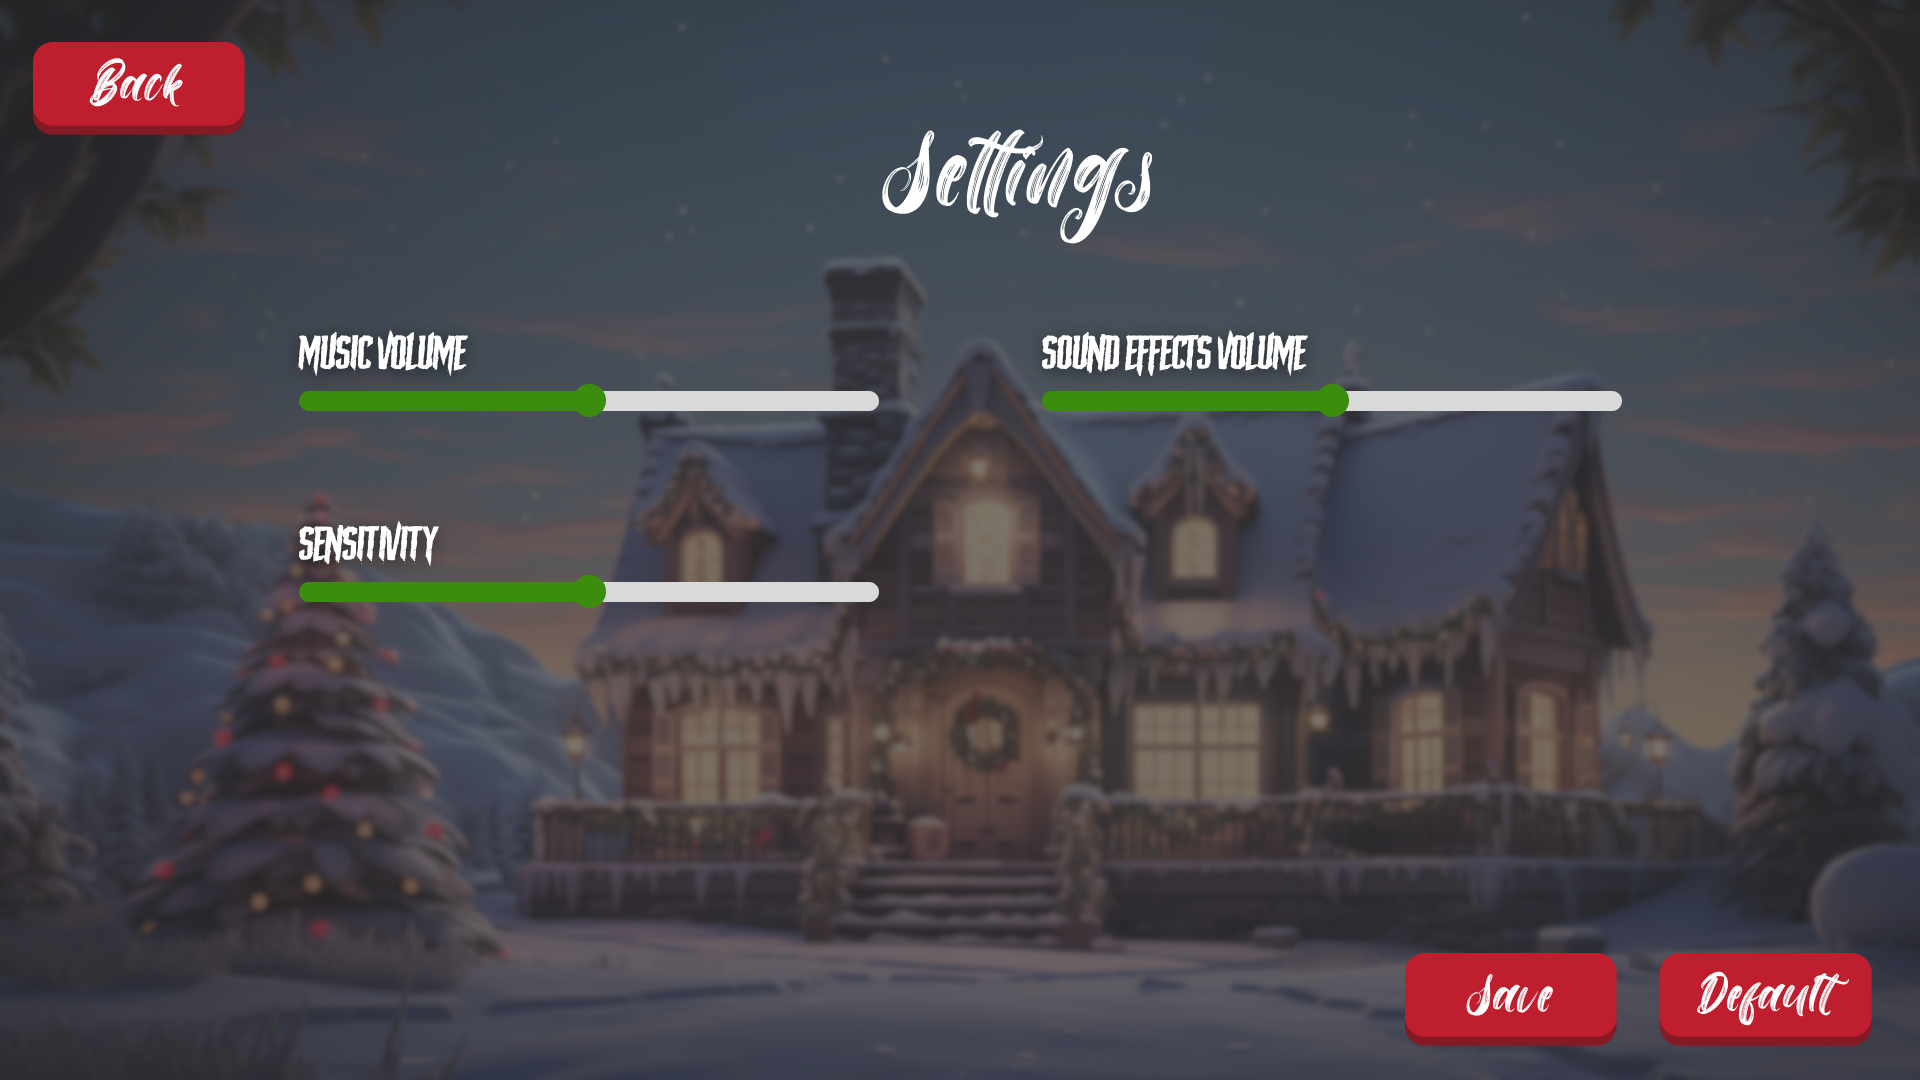 Back
Settings
MUSIC VOLUME
SOUND EFFECTS VOLUME
SENSITIVITY
Save
Default